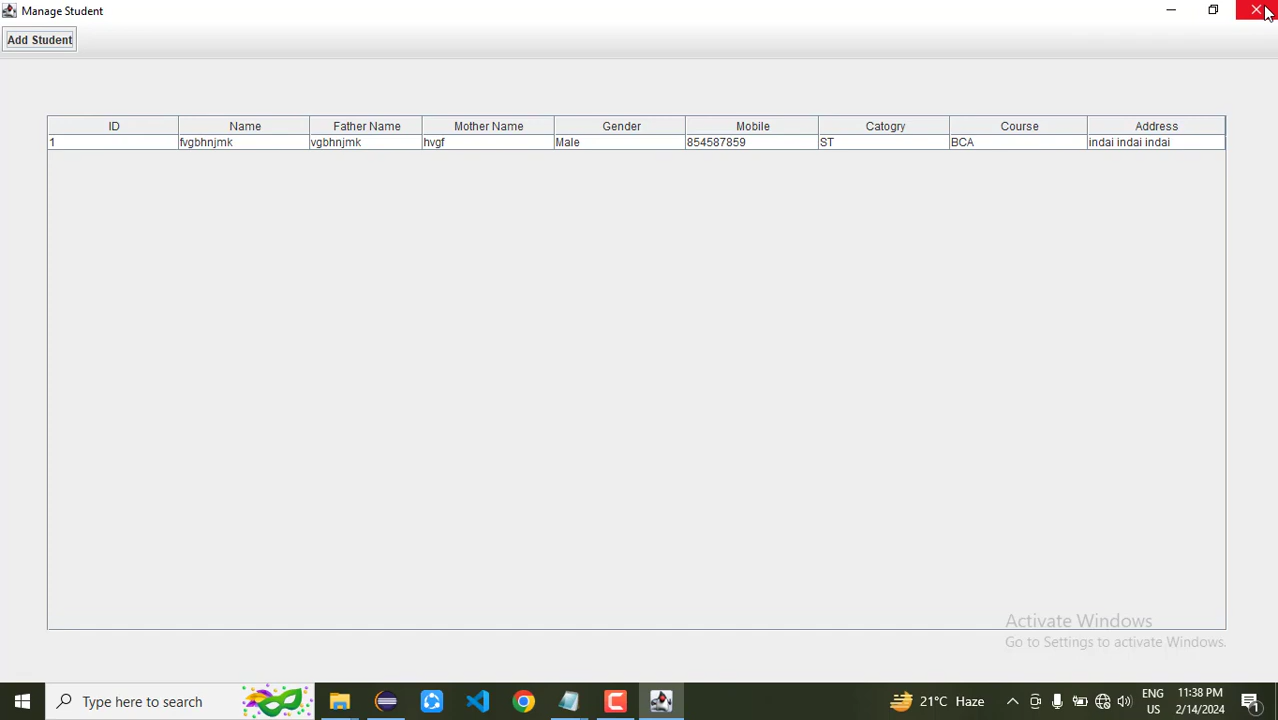 Manage Student
Add Student
ID Name Father Name Mother Name Gender Mobile Catogry Course Address
1 fvgbhnjmk vgbhnjmk hvgf Male 854587859 ST BCA indai indai indai
Activate Windows
Go to Settings to activate Windows.
Type here to search
21°C Haze
ENG
US
11:38 PM
2/14/2024
1